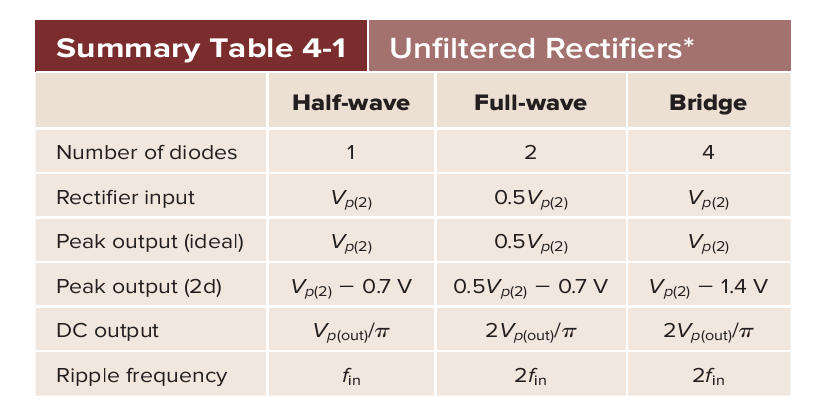 Summary Table 4-1 Unfiltered Rectifiers*
Half-wave Full-wave Bridge
Number of diodes 1 2 4
Rectifier input Vp(2) 0.5Vp(2) Vp(2)
Peak output (ideal) Vp(2) 0.5Vp(2) Vp(2)
Peak output (2d) Vp(2) − 0.7 V 0.5Vp(2) − 0.7 V Vp(2) − 1.4 V
DC output Vp(out)/π 2Vp(out)/π 2Vp(out)/π
Ripple frequency fin 2fin 2fin